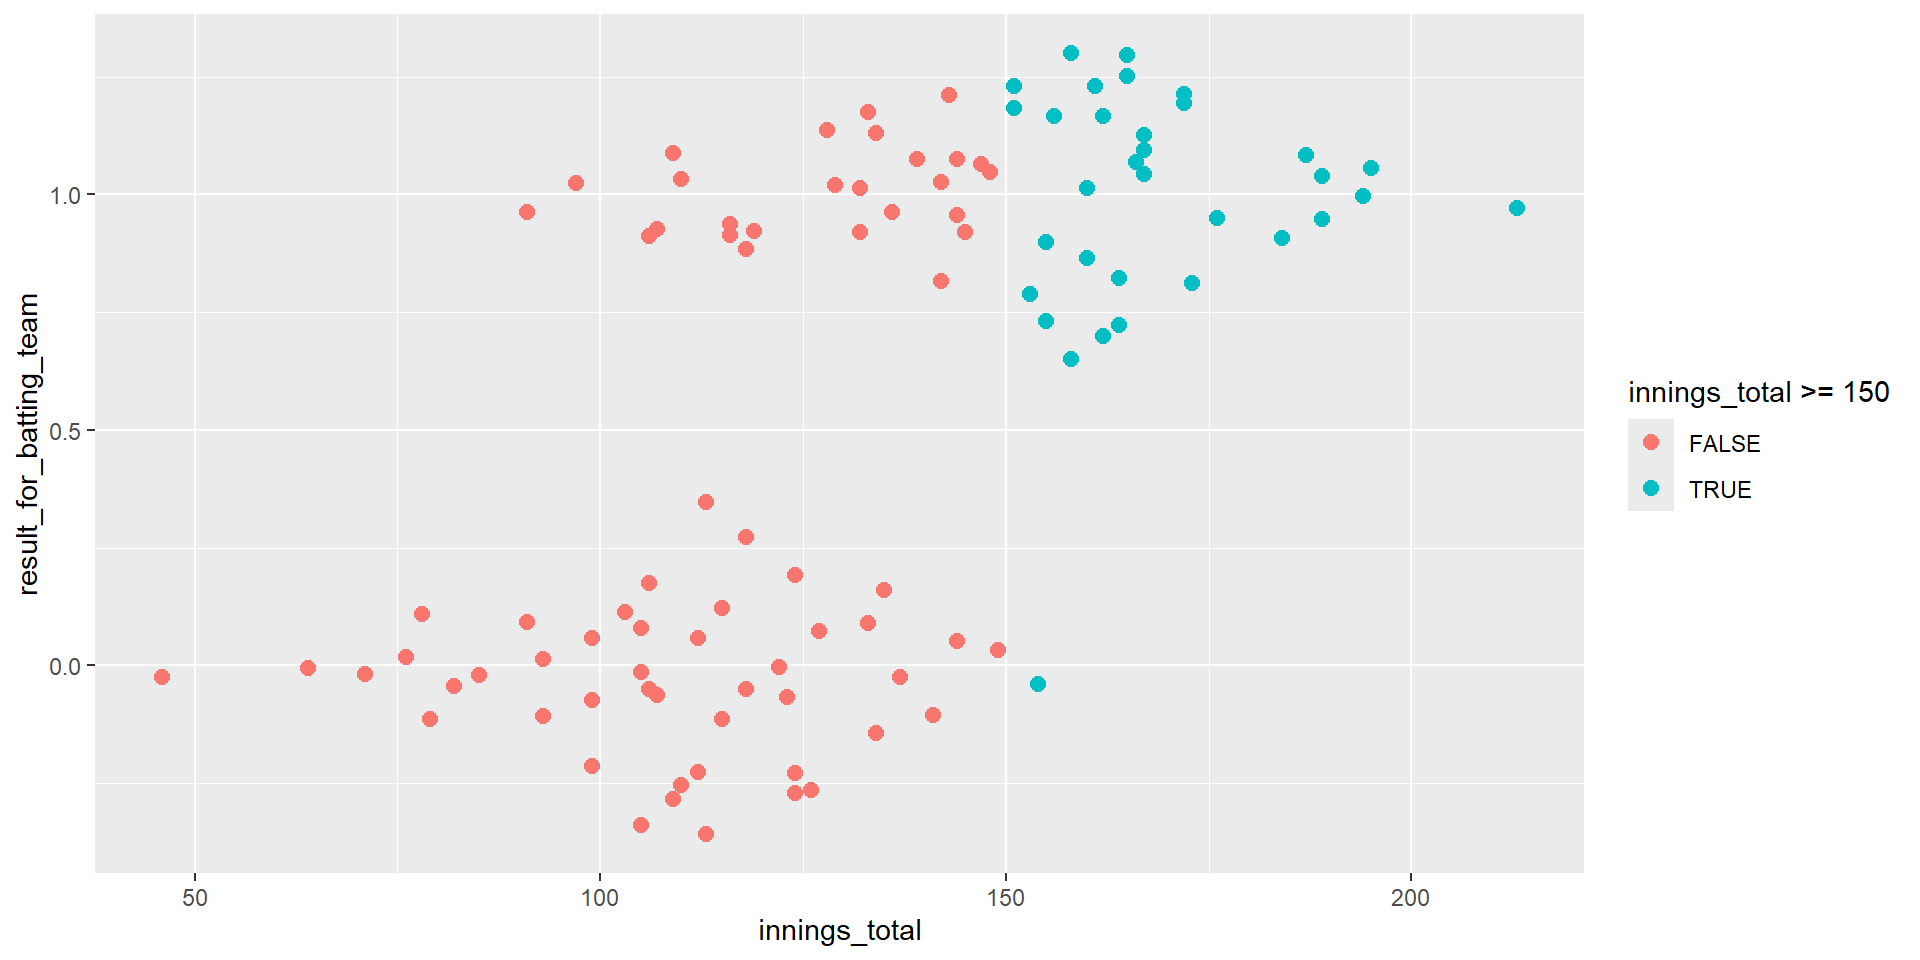 1.0
0.5
0.0
result_for_batting_team
50
100
150
200
innings_total
innings_total >= 150
FALSE
TRUE